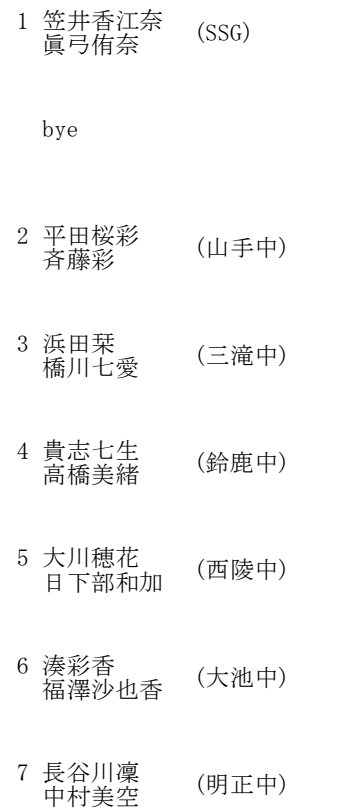 1 笠井香江奈 (SSG)
眞弓侑奈
bye
2 平田桜彩 (山手中)
斉藤彩
3 浜田栞 (三滝中)
橋川七愛
4 貴志七生 (鈴鹿中)
高橋美緒
5 大川穂花 (西陵中)
日下部和加
6 湊彩香 (大池中)
福澤沙也香
7 長谷川凜 (明正中)
中村美空